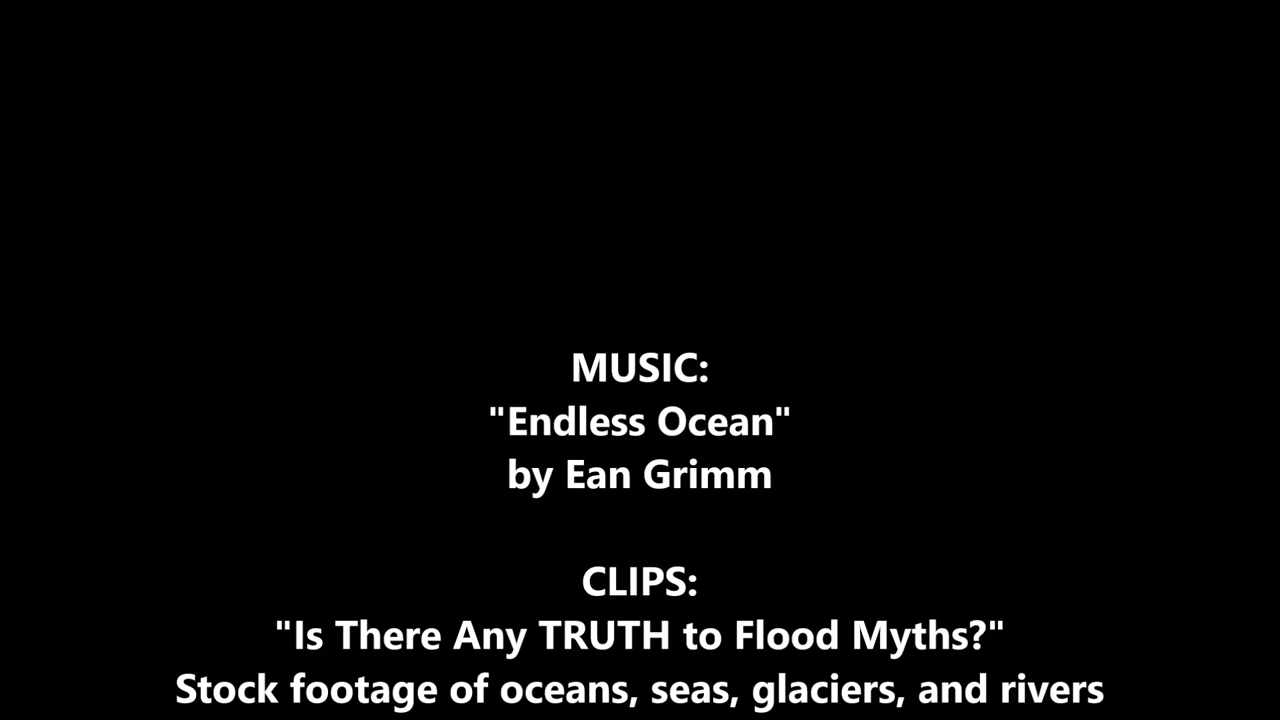 MUSIC:
"Endless Ocean"
by Ean Grimm
CLIPS:
"Is There Any TRUTH to Flood Myths?"
Stock footage of oceans, seas, glaciers, and rivers